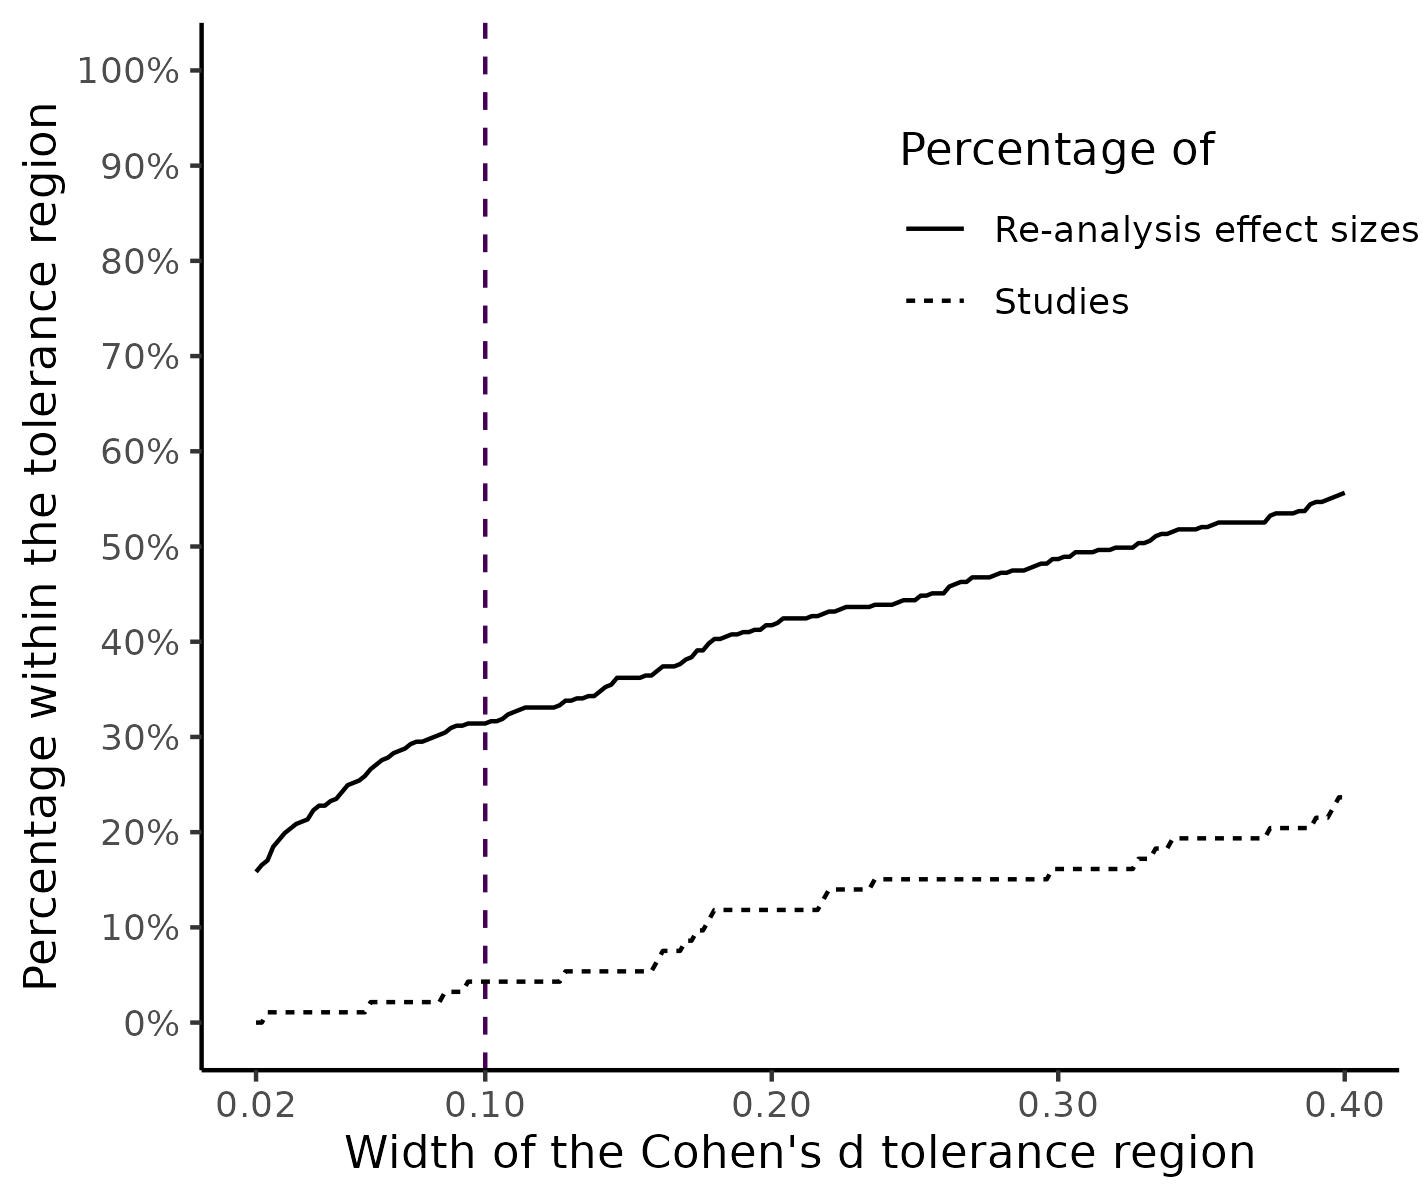 Percentage within the tolerance region
100%
90%
80%
70%
60%
50%
40%
30%
20%
10%
0%
Percentage of
Re-analysis effect sizes
Studies
0.02 0.10 0.20 0.30 0.40
Width of the Cohen's d tolerance region